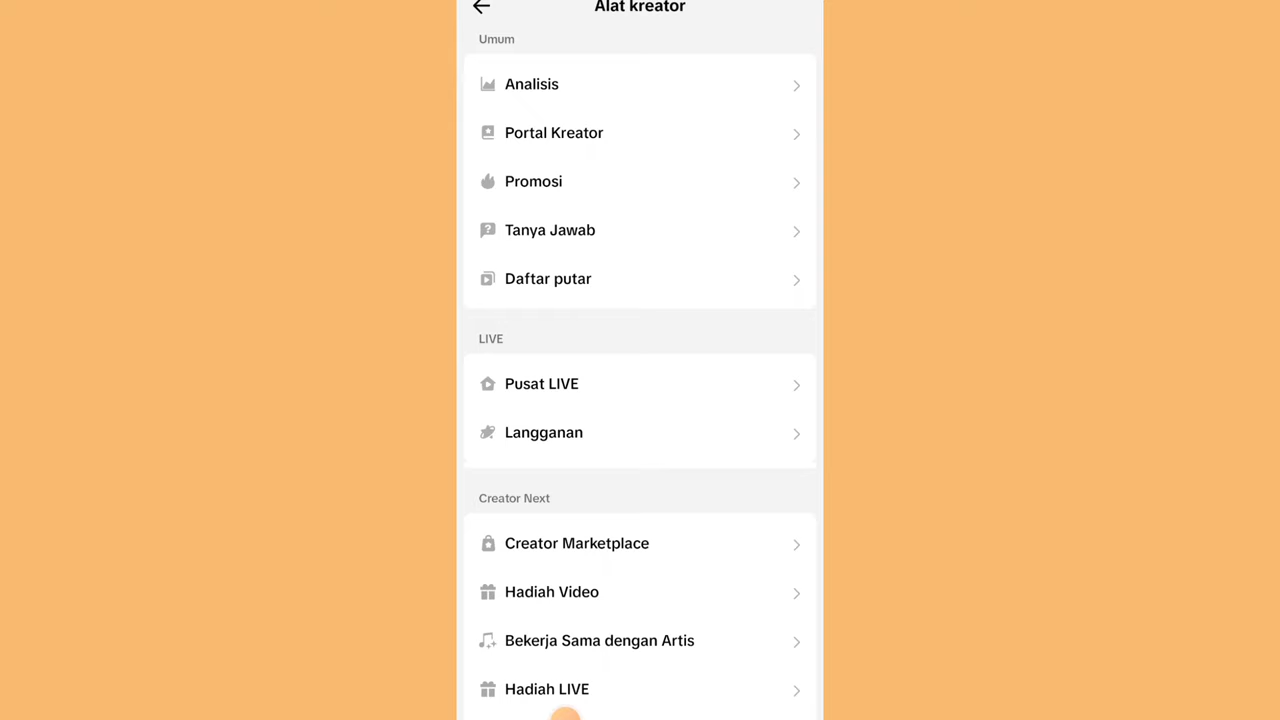 Alat kreator
Umum
Analisis
Portal Kreator
Promosi
Tanya Jawab
Daftar putar
LIVE
Pusat LIVE
Langganan
Creator Next
Creator Marketplace
Hadiah Video
Bekerja Sama dengan Artis
Hadiah LIVE